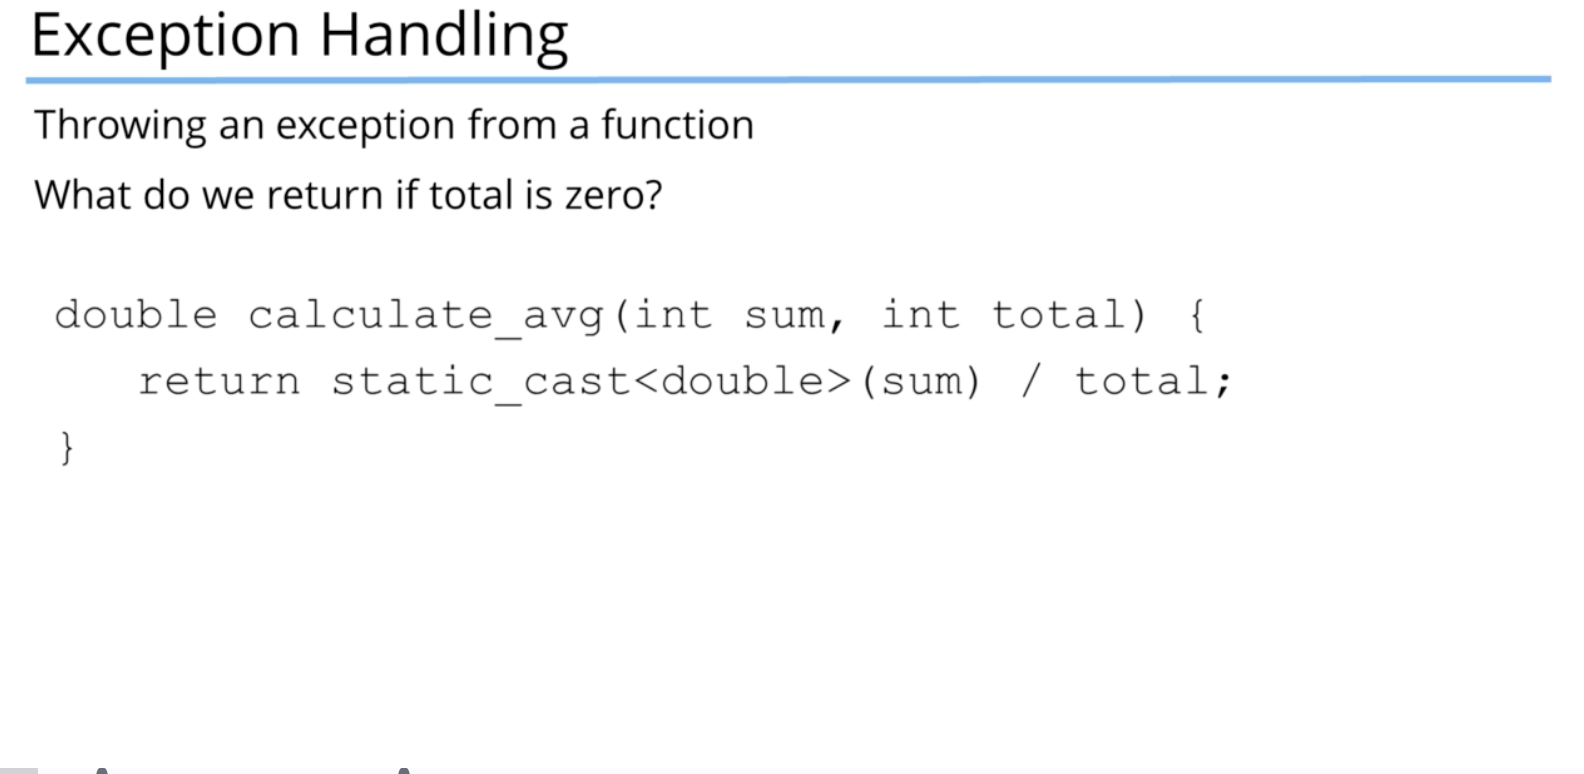 Exception Handling
Throwing an exception from a function
What do we return if total is zero?
double calculate_avg(int sum, int total) {
return static_cast<double>(sum) / total;
}